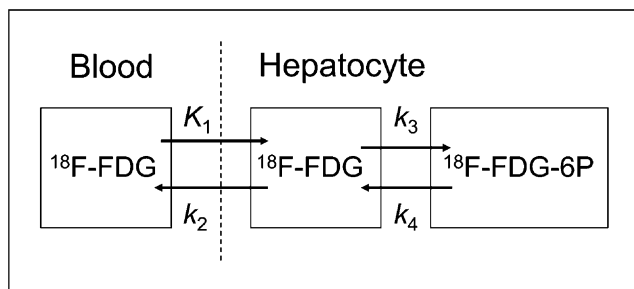 Blood
Hepatocyte
K₁
k₃
¹⁸F-FDG
¹⁸F-FDG
¹⁸F-FDG-6P
k₂
k₄